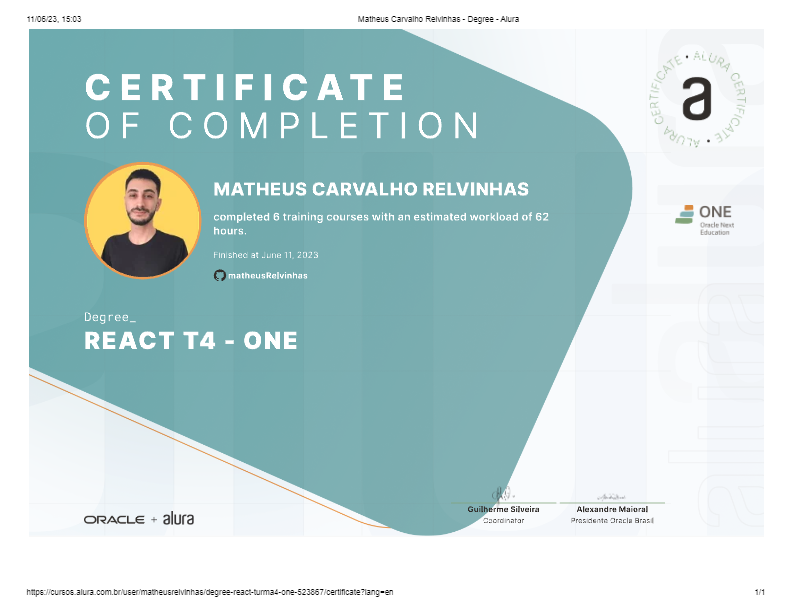 11/06/23, 15:03
Matheus Carvalho Relvinhas - Degree - Alura
CERTIFICATE
OF COMPLETION
ALURA CERTIFICATE • ALURA CERTIFICATE •
a
MATHEUS CARVALHO RELVINHAS
completed 6 training courses with an estimated workload of 62
hours.
Finished at June 11, 2023
matheusRelvinhas
ONE
Oracle Next
Education
Degree_
REACT T4 - ONE
ORACLE + alura
Guilherme Silveira
Coordinator
Alexandre Maioral
Presidente Oracle Brasil
https://cursos.alura.com.br/user/matheusrelvinhas/degree-react-turma4-one-523867/certificate?lang=en
1/1